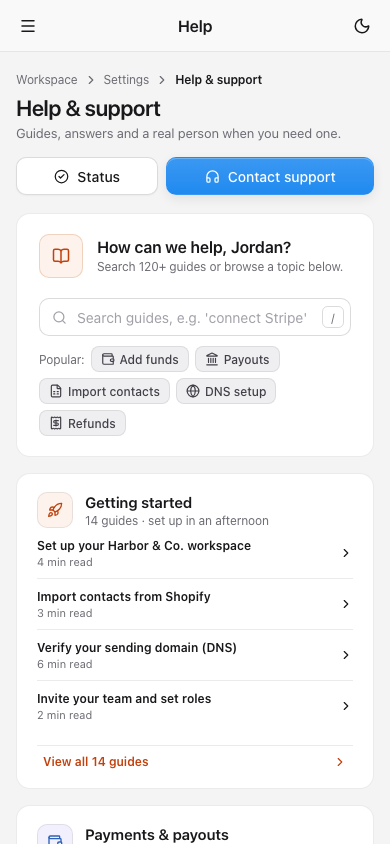 Help
Workspace > Settings > Help & support
Help & support
Guides, answers and a real person when you need one.
Status
Contact support
How can we help, Jordan?
Search 120+ guides or browse a topic below.
Search guides, e.g. 'connect Stripe' /
Popular: Add funds Payouts
Import contacts DNS setup
Refunds
Getting started
14 guides · set up in an afternoon
Set up your Harbor & Co. workspace
4 min read
Import contacts from Shopify
3 min read
Verify your sending domain (DNS)
6 min read
Invite your team and set roles
2 min read
View all 14 guides
Payments & payouts